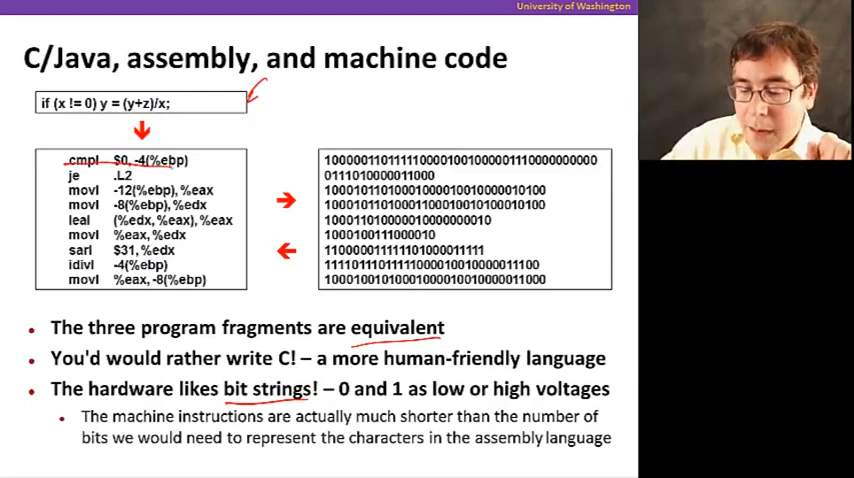 University of Washington
C/Java, assembly, and machine code
if (x != 0) y = (y+z)/x;
cmpl $0, -4(%ebp)
je .L2
movl -12(%ebp), %eax
movl -8(%ebp), %edx
leal (%edx, %eax), %eax
movl %eax, %edx
sarl $31, %edx
idivl -4(%ebp)
movl %eax, -8(%ebp)
1000001101111100001001000001110000000000
0111010000011000
10001011010001000010010000010100
10001011010001100010010100010100
100011010000010000000010
1000100111000010
110000011111101000011111
11110111011111000010010000011100
10001001010001000010010000011000
The three program fragments are equivalent
You'd would rather write C! – a more human-friendly language
The hardware likes bit strings! – 0 and 1 as low or high voltages
The machine instructions are actually much shorter than the number of
bits we would need to represent the characters in the assembly language